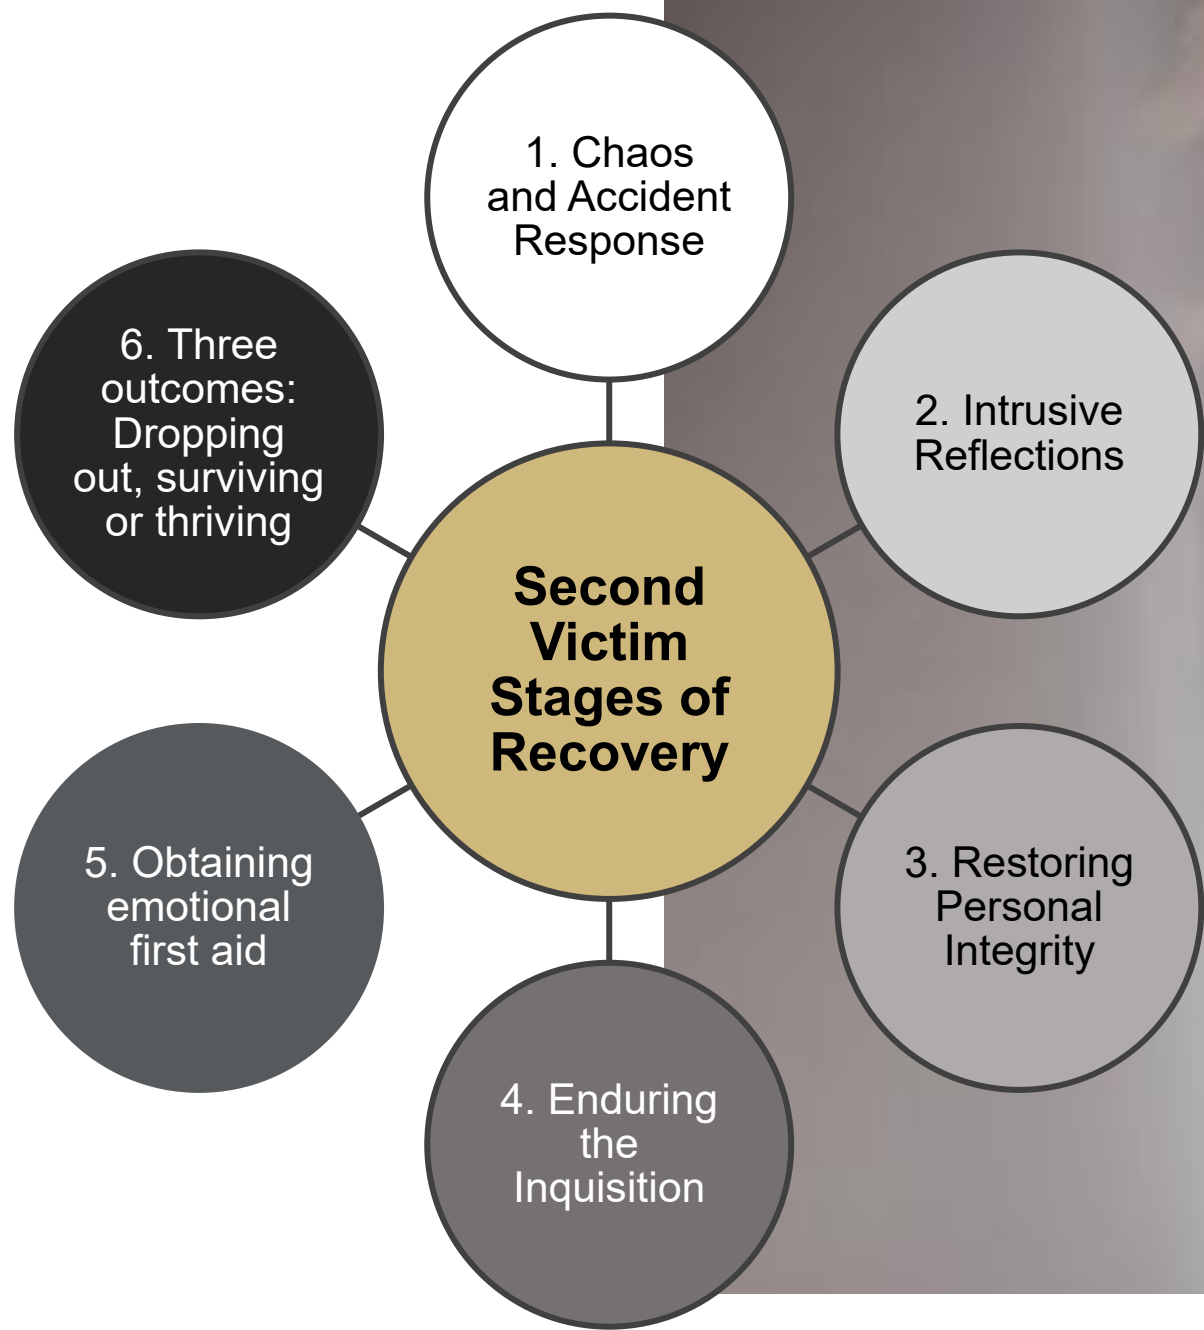 1. Chaos
and Accident
Response
2. Intrusive
Reflections
3. Restoring
Personal
Integrity
4. Enduring
the
Inquisition
5. Obtaining
emotional
first aid
6. Three
outcomes:
Dropping
out, surviving
or thriving
Second
Victim
Stages of
Recovery